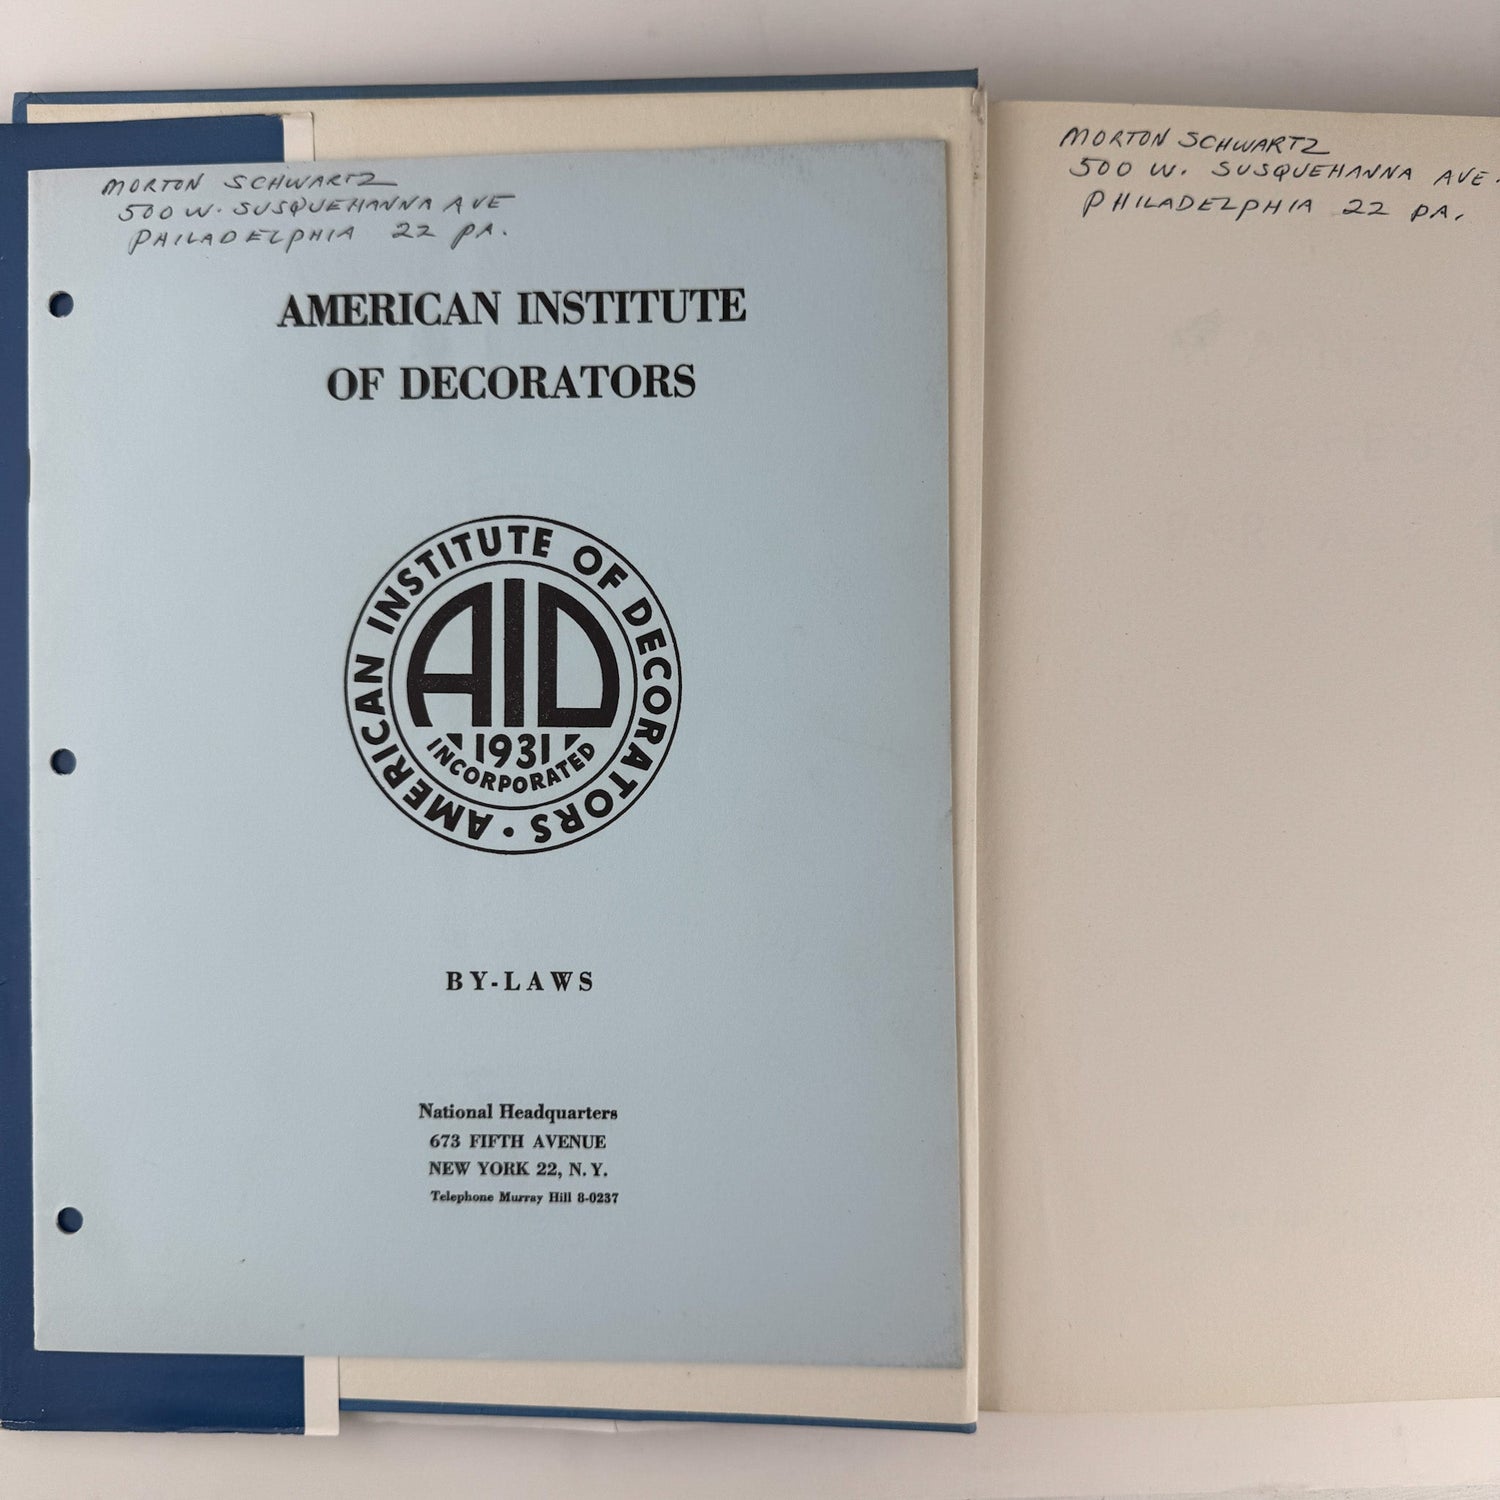 MORTON SCHWARTZ
500 W. SUSQUEHANNA AVE
PHILADELPHIA 22 PA.
AMERICAN INSTITUTE
OF DECORATORS
AMERICAN INSTITUTE OF DECORATORS •
AID
1931
INCORPORATED
BY-LAWS
National Headquarters
673 FIFTH AVENUE
NEW YORK 22, N. Y.
Telephone Murray Hill 8-0237
MORTON SCHWARTZ
500 W. SUSQUEHANNA AVE.
PHILADELPHIA 22 PA.